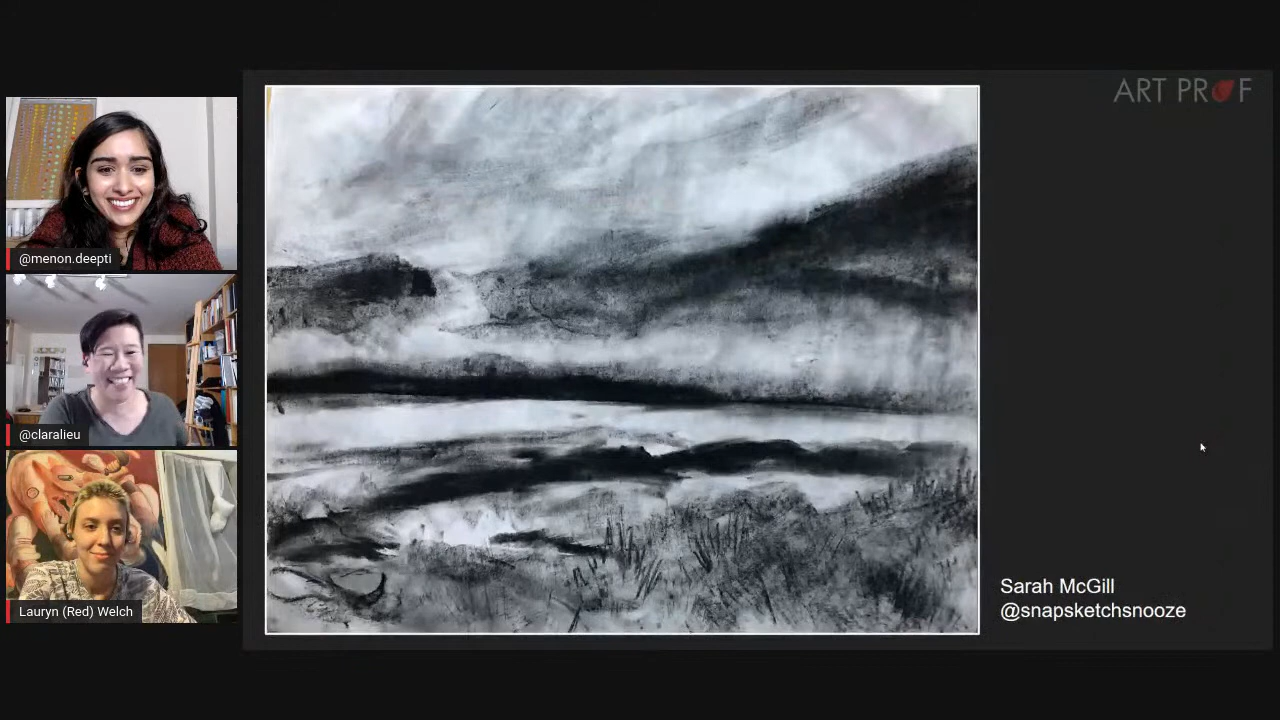 ART PROF
@menon.deepti
@claralieu
Lauryn (Red) Welch
Sarah McGill
@snapsketchsnooze